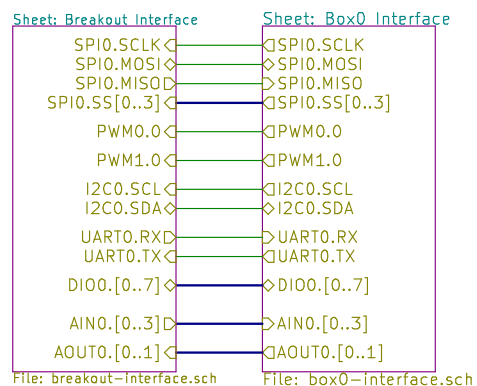 Sheet: Breakout Interface
SPI0.SCLK
SPI0.MOSI
SPI0.MISO
SPI0.SS[0..3]
PWM0.0
PWM1.0
I2C0.SCL
I2C0.SDA
UART0.RX
UART0.TX
DIO0.[0..7]
AIN0.[0..3]
AOUT0.[0..1]
File: breakout-interface.sch
Sheet: Box0 Interface
SPI0.SCLK
SPI0.MOSI
SPI0.MISO
SPI0.SS[0..3]
PWM0.0
PWM1.0
I2C0.SCL
I2C0.SDA
UART0.RX
UART0.TX
DIO0.[0..7]
AIN0.[0..3]
AOUT0.[0..1]
File: box0-interface.sch